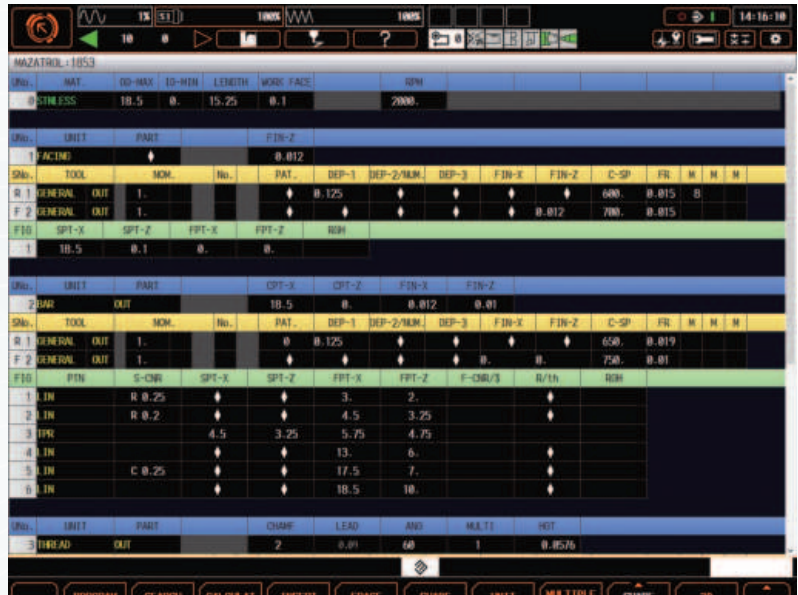 1% 100% 100% 14:16:10
10 0 ? 0
MAZATROL:1853
UNo. MAT. OD-MAX ID-MIN LENGTH WORK FACE RPM
0 STNLESS 18.5 0. 15.25 0.1 2000.
UNo. UNIT PART FIN-Z
1 FACING ♦ 0.012
SNo. TOOL NOM. No. PAT. DEP-1 DEP-2/NUM. DEP-3 FIN-X FIN-Z C-SP FR M M M
R 1 GENERAL OUT 1. ♦ 0.125 ♦ ♦ ♦ ♦ 600. 0.015 8
F 2 GENERAL OUT 1. ♦ ♦ ♦ ♦ ♦ 0.012 700. 0.015
FIG SPT-X SPT-Z FPT-X FPT-Z RGH
1 18.5 0.1 0. 0.
UNo. UNIT PART CPT-X CPT-Z FIN-X FIN-Z
2 BAR OUT 18.5 0. 0.012 0.01
SNo. TOOL NOM. No. PAT. DEP-1 DEP-2/NUM. DEP-3 FIN-X FIN-Z C-SP FR M M M
R 1 GENERAL OUT 1. 0 0.125 ♦ ♦ ♦ ♦ 650. 0.019
F 2 GENERAL OUT 1. ♦ ♦ ♦ ♦ 0. 0. 750. 0.01
FIG PTN S-CNR SPT-X SPT-Z FPT-X FPT-Z F-CNR/$ R/th RGH
1 LIN R 0.25 ♦ ♦ 3. 2. ♦
2 LIN R 0.2 ♦ ♦ 4.5 3.25 ♦
3 TPR 4.5 3.25 5.75 4.75
4 LIN ♦ ♦ 13. 6. ♦
5 LIN C 0.25 ♦ ♦ 17.5 7. ♦
6 LIN ♦ ♦ 18.5 10. ♦
UNo. UNIT PART CHAMF LEAD ANG MULTI HGT
3 THREAD OUT 2 0.09 60 1 0.0576